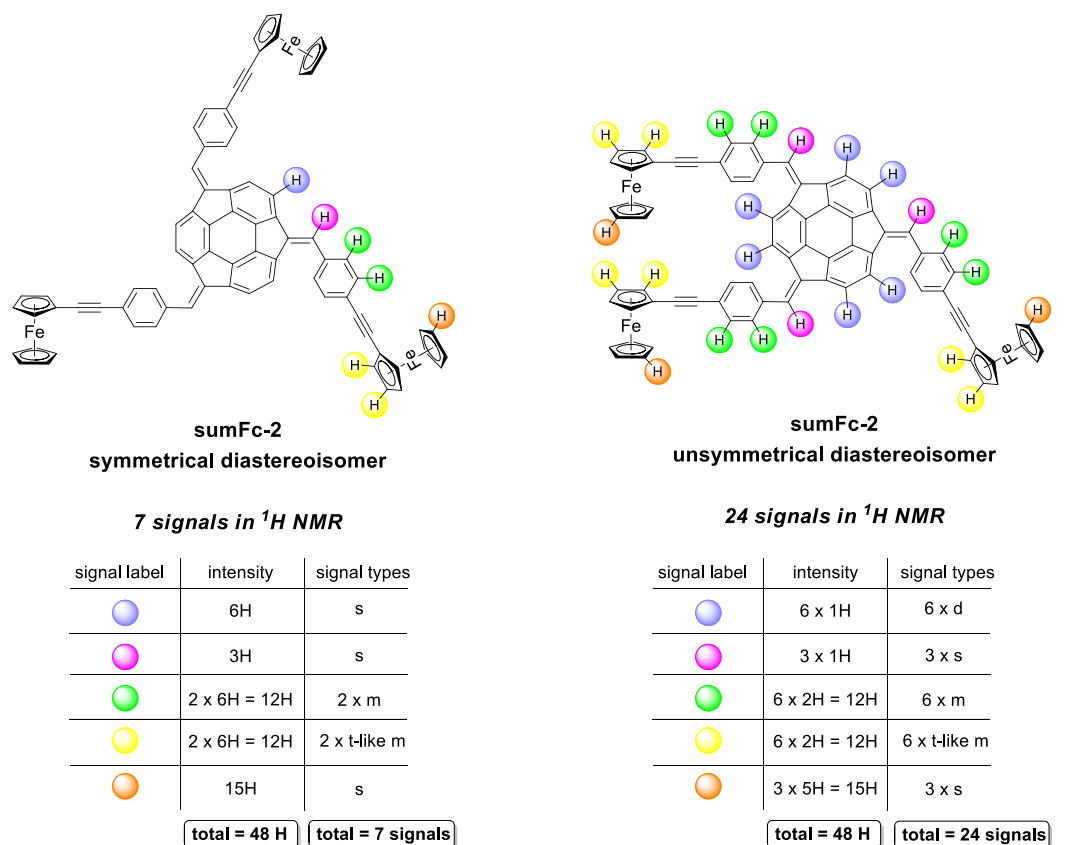 Fe
H
H
H
H
Fe
H
H
H
Fe
sumFc-2
symmetrical diastereoisomer
7 signals in ¹H NMR
signal label intensity signal types
6H s
3H s
2 x 6H = 12H 2 x m
2 x 6H = 12H 2 x t-like m
15H s
total = 48 H total = 7 signals
H H H H H H
H
Fe
H
H
H
H
H
H H
H
H
H
H
H
Fe
H H
H
H
H
Fe
H
H
sumFc-2
unsymmetrical diastereoisomer
24 signals in ¹H NMR
signal label intensity signal types
6 x 1H 6 x d
3 x 1H 3 x s
6 x 2H = 12H 6 x m
6 x 2H = 12H 6 x t-like m
3 x 5H = 15H 3 x s
total = 48 H total = 24 signals